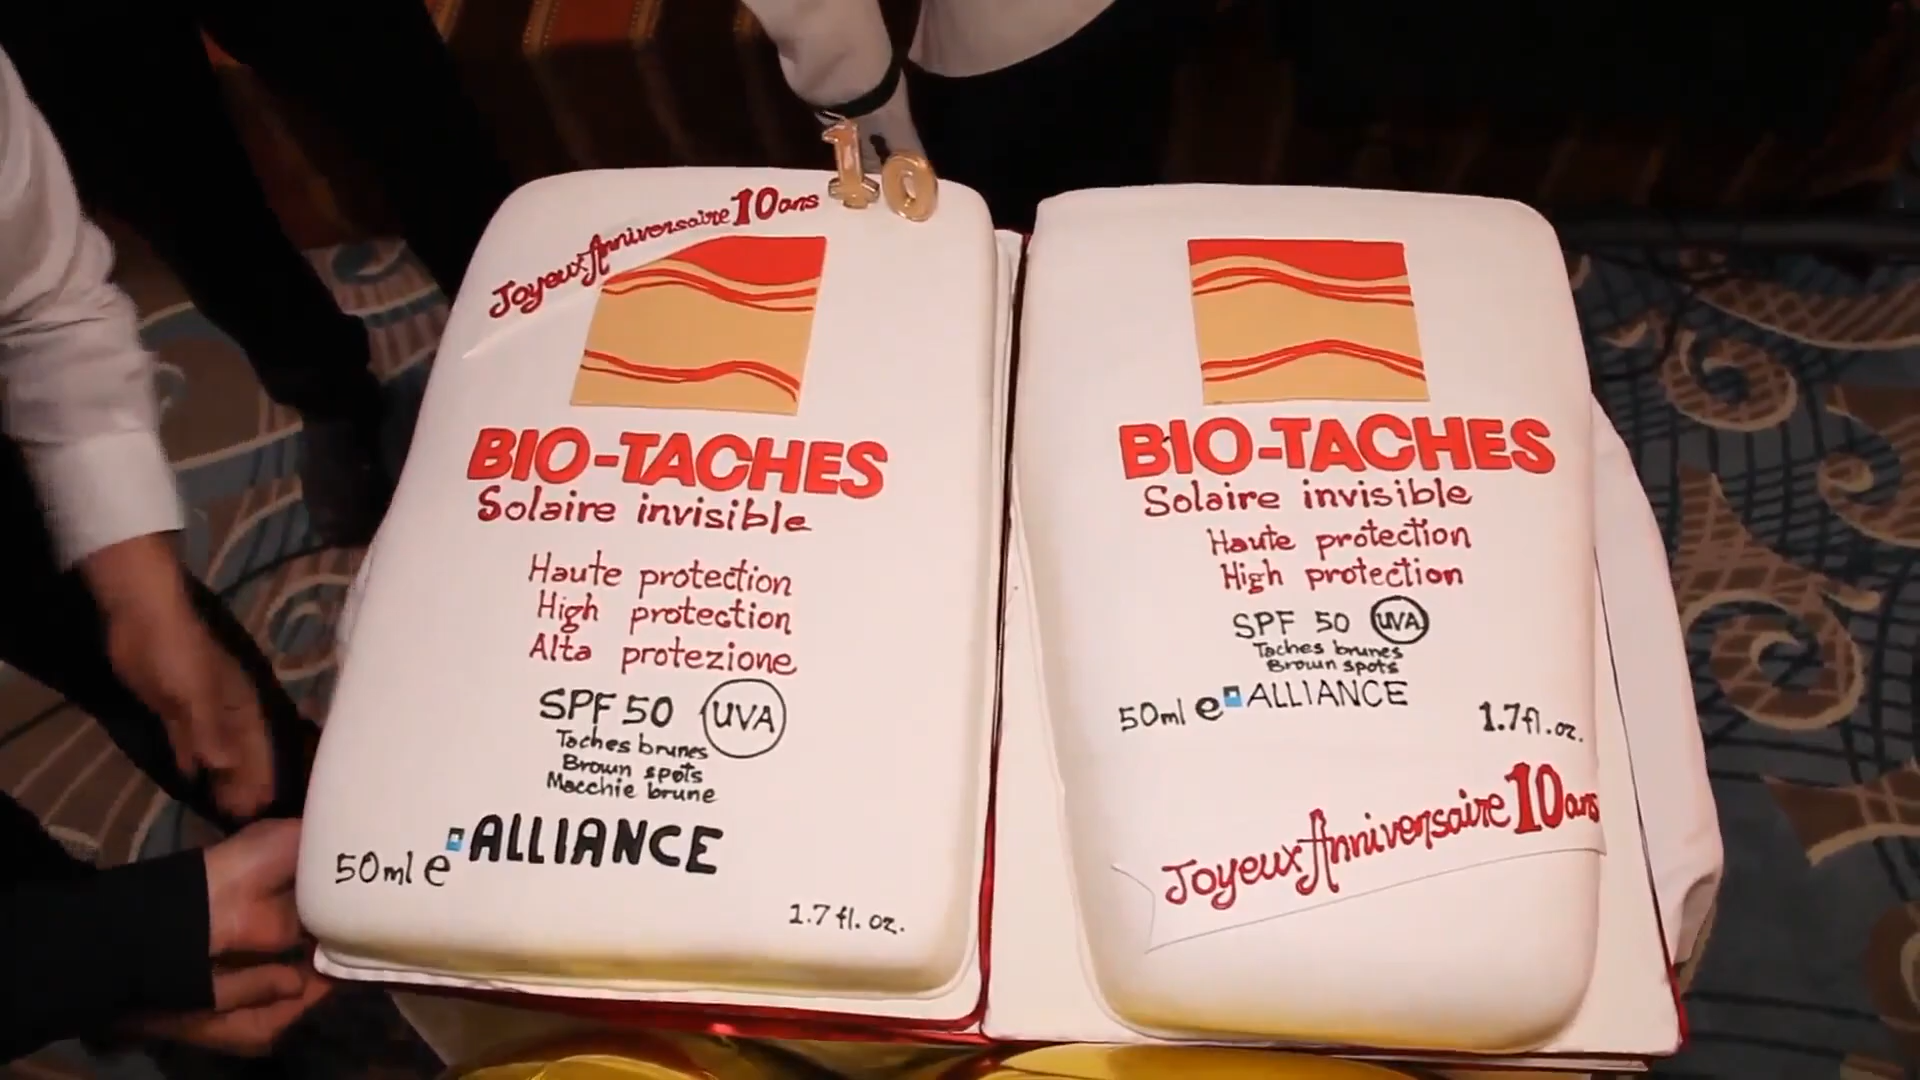 10
Joyeux Anniversaire 10 ans
BIO-TACHES
Solaire invisible
Haute protection
High protection
Alta protezione
SPF 50 UVA
Taches brunes
Brown spots
Macchie brune
50ml e ALLIANCE
1.7 fl. oz.
BIO-TACHES
Solaire invisible
Haute protection
High protection
SPF 50 UVA
Taches brunes
Brown spots
50ml e ALLIANCE
1.7 fl. oz.
Joyeux Anniversaire 10 ans